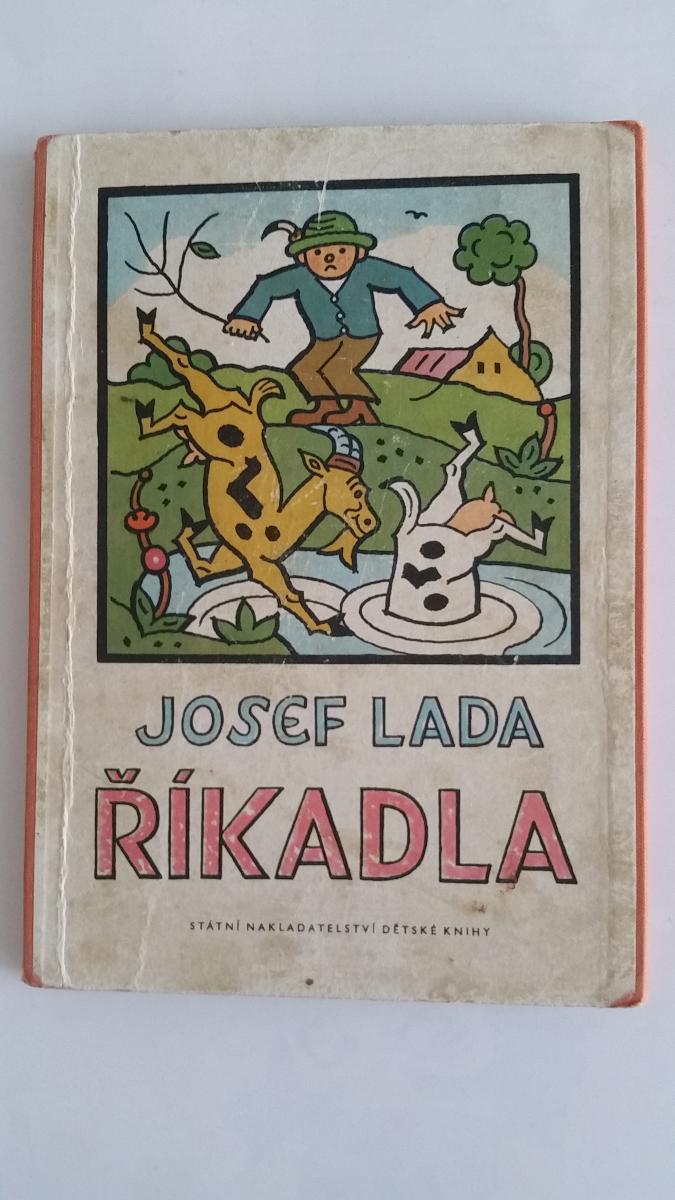 JOSEF LADA
ŘÍKADLA
STÁTNÍ NAKLADATELSTVÍ DĚTSKÉ KNIHY